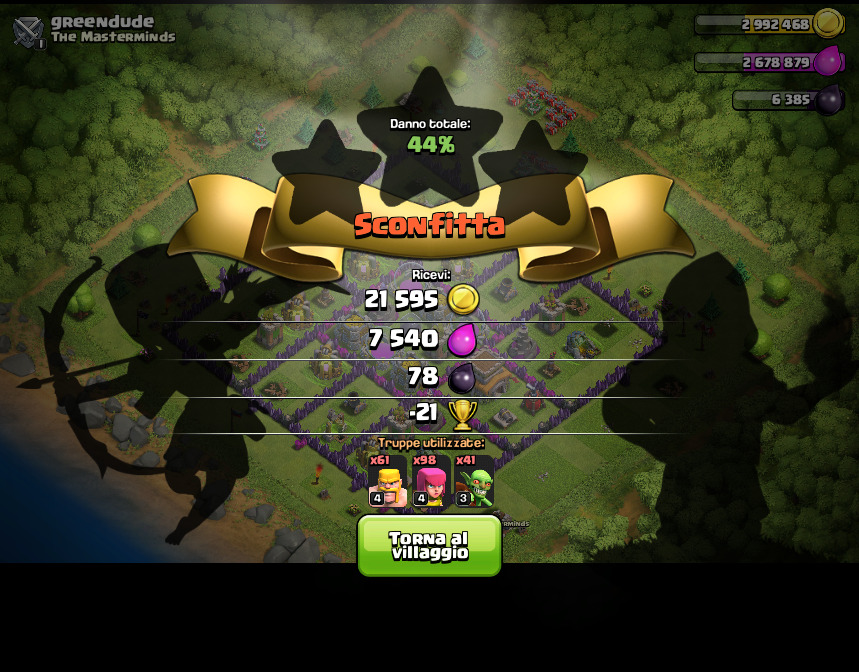 greendude
The Masterminds
2 992 468
2 678 879
6 385
Danno totale:
44%
Sconfitta
Ricevi:
21 595
7 540
78
-21
Truppe utilizzate:
x61 x98 x41
4 4 3
Torna al
villaggio